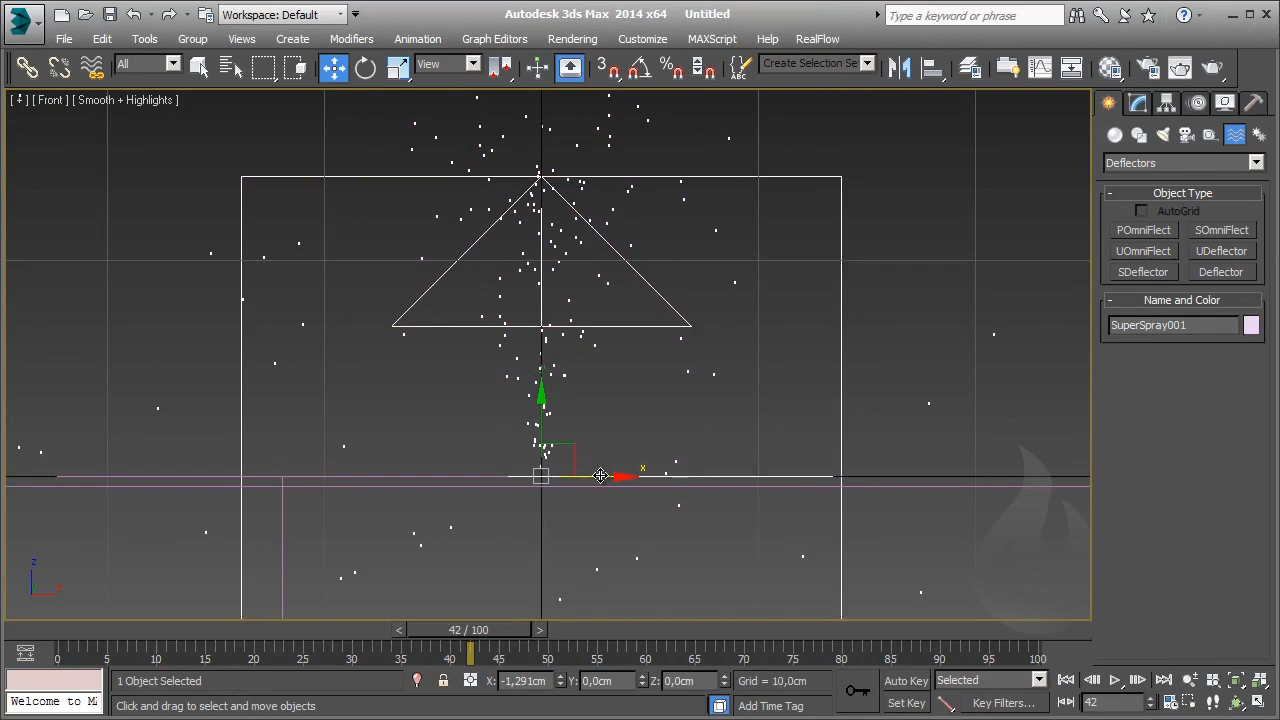 Workspace: Default
Autodesk 3ds Max 2014 x64 Untitled
Type a keyword or phrase
File Edit Tools Group Views Create Modifiers Animation Graph Editors Rendering Customize MAXScript Help RealFlow
All
View
3
%
Create Selection Se
[ + ] [ Front ] [ Smooth + Highlights ]
Deflectors
- Object Type
AutoGrid
POmniFlect SOmniFlect
UOmniFlect UDeflector
SDeflector Deflector
- Name and Color
SuperSpray001
x
z
< 42 / 100 >
0 5 10 15 20 25 30 35 40 45 50 55 60 65 70 75 80 85 90 95 100
1 Object Selected
X: -1,291cm Y: 0,0cm Z: 0,0cm Grid = 10,0cm
Auto Key Selected
Welcome to M
Click and drag to select and move objects
Add Time Tag
Set Key Key Filters...
42